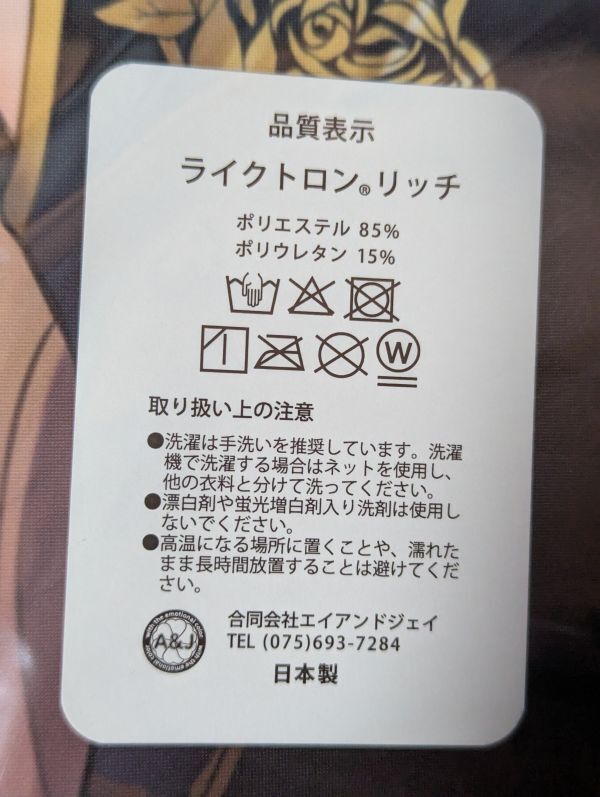 品質表示
ライクトロン®リッチ
ポリエステル 85%
ポリウレタン 15%
W
取り扱い上の注意
●洗濯は手洗いを推奨しています。洗濯
機で洗濯する場合はネットを使用し、
他の衣料と分けて洗ってください。
●漂白剤や蛍光増白剤入り洗剤は使用し
ないでください。
●高温になる場所に置くことや、濡れた
まま長時間放置することは避けてくだ
さい。
with the emotional color
A&J
with the emotional color
合同会社エイアンドジェイ
TEL (075)693-7284
日本製